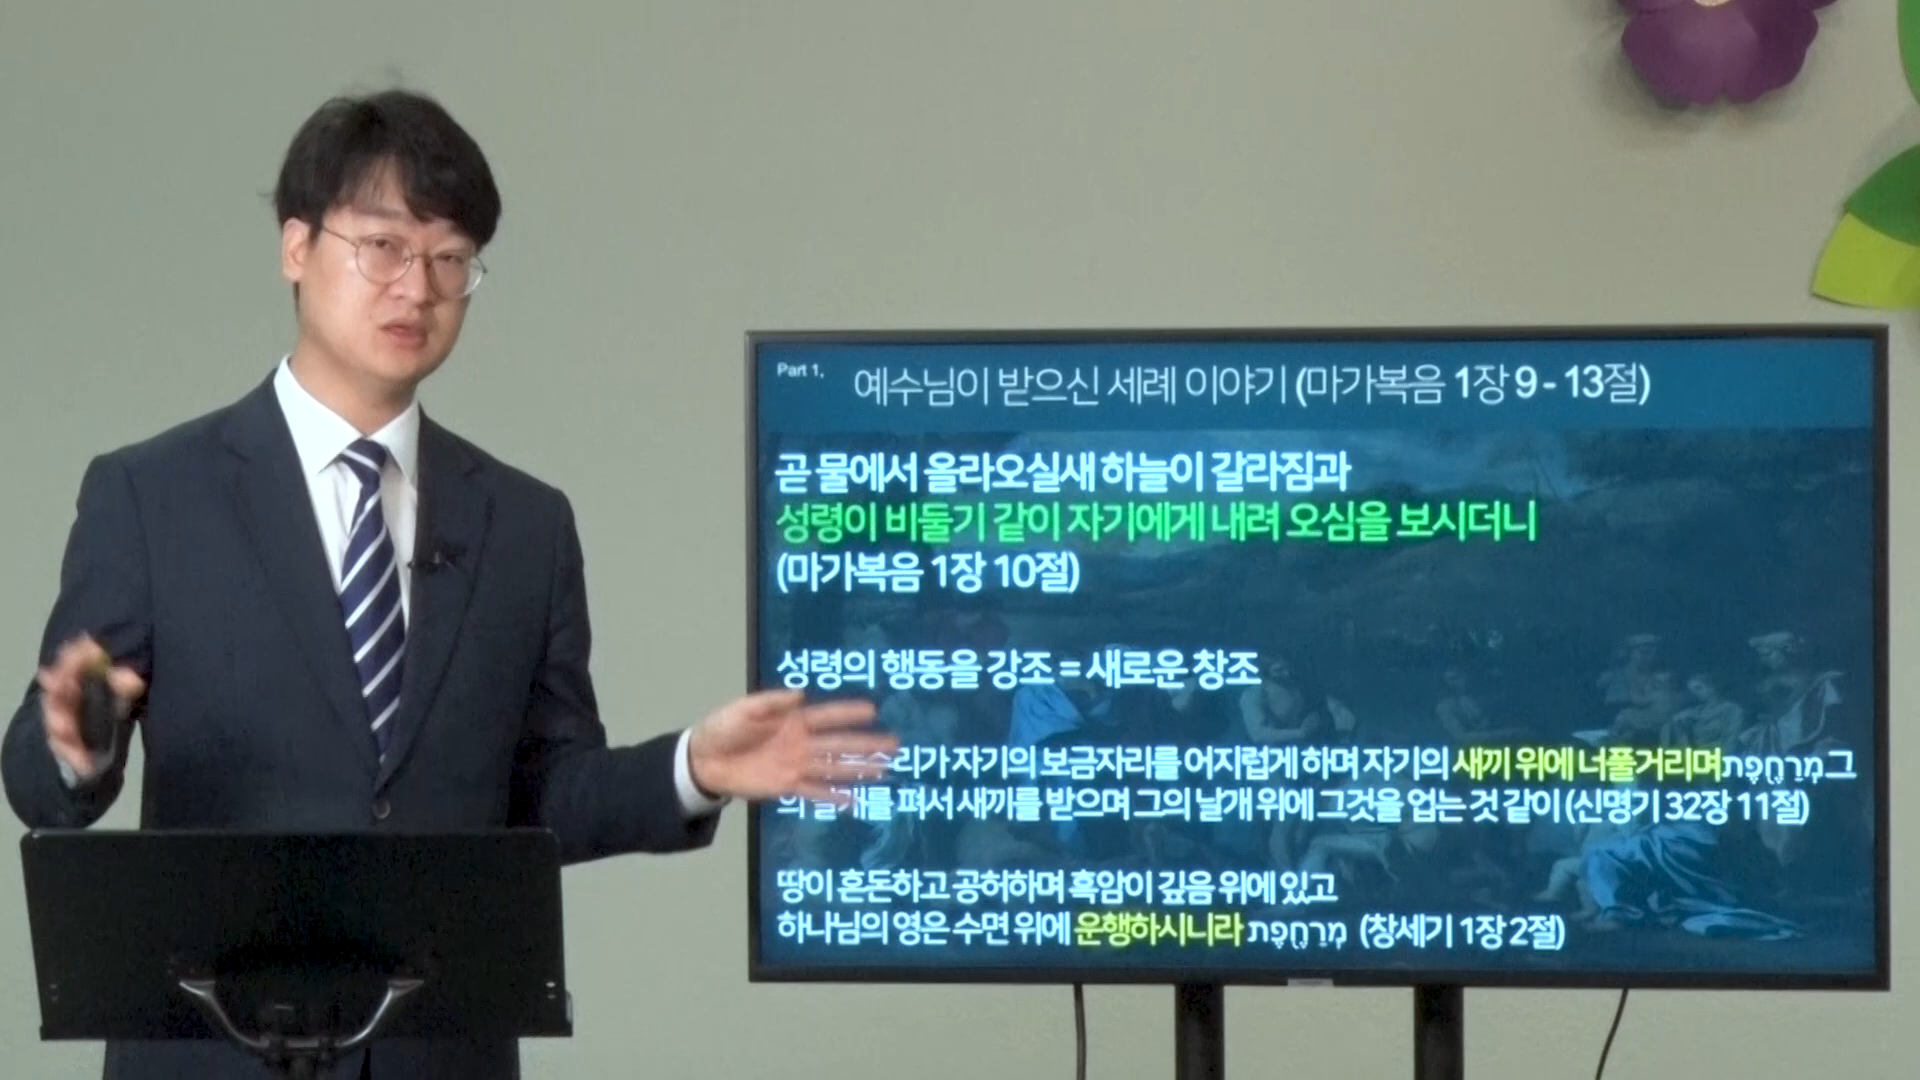 Part 1,
예수님이 받으신 세례 이야기 (마가복음 1장 9 - 13절)
곧 물에서 올라오실새 하늘이 갈라짐과
성령이 비둘기 같이 자기에게 내려 오심을 보시더니
(마가복음 1장 10절)
성령의 행동을 강조 = 새로운 창조
자기의 보금자리를 어지럽게 하며 자기의 새끼 위에 너풀거리며 מְרַחֶפֶת 그
의 날개를 펴서 새끼를 받으며 그의 날개 위에 그것을 업는 것 같이 (신명기 32장 11절)
땅이 혼돈하고 공허하며 흑암이 깊음 위에 있고
하나님의 영은 수면 위에 운행하시니라 מְרַחֶפֶת (창세기 1장 2절)